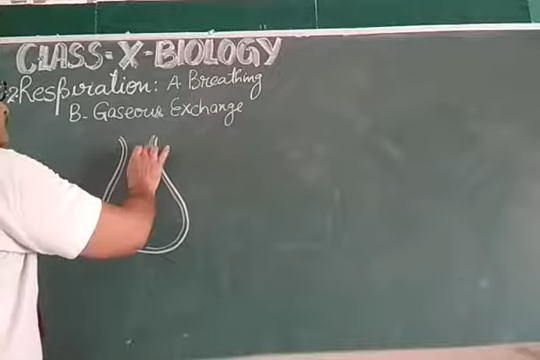 CLASS-X-BIOLOGY
Respiration: A. Breathing
B- Gaseous Exchange